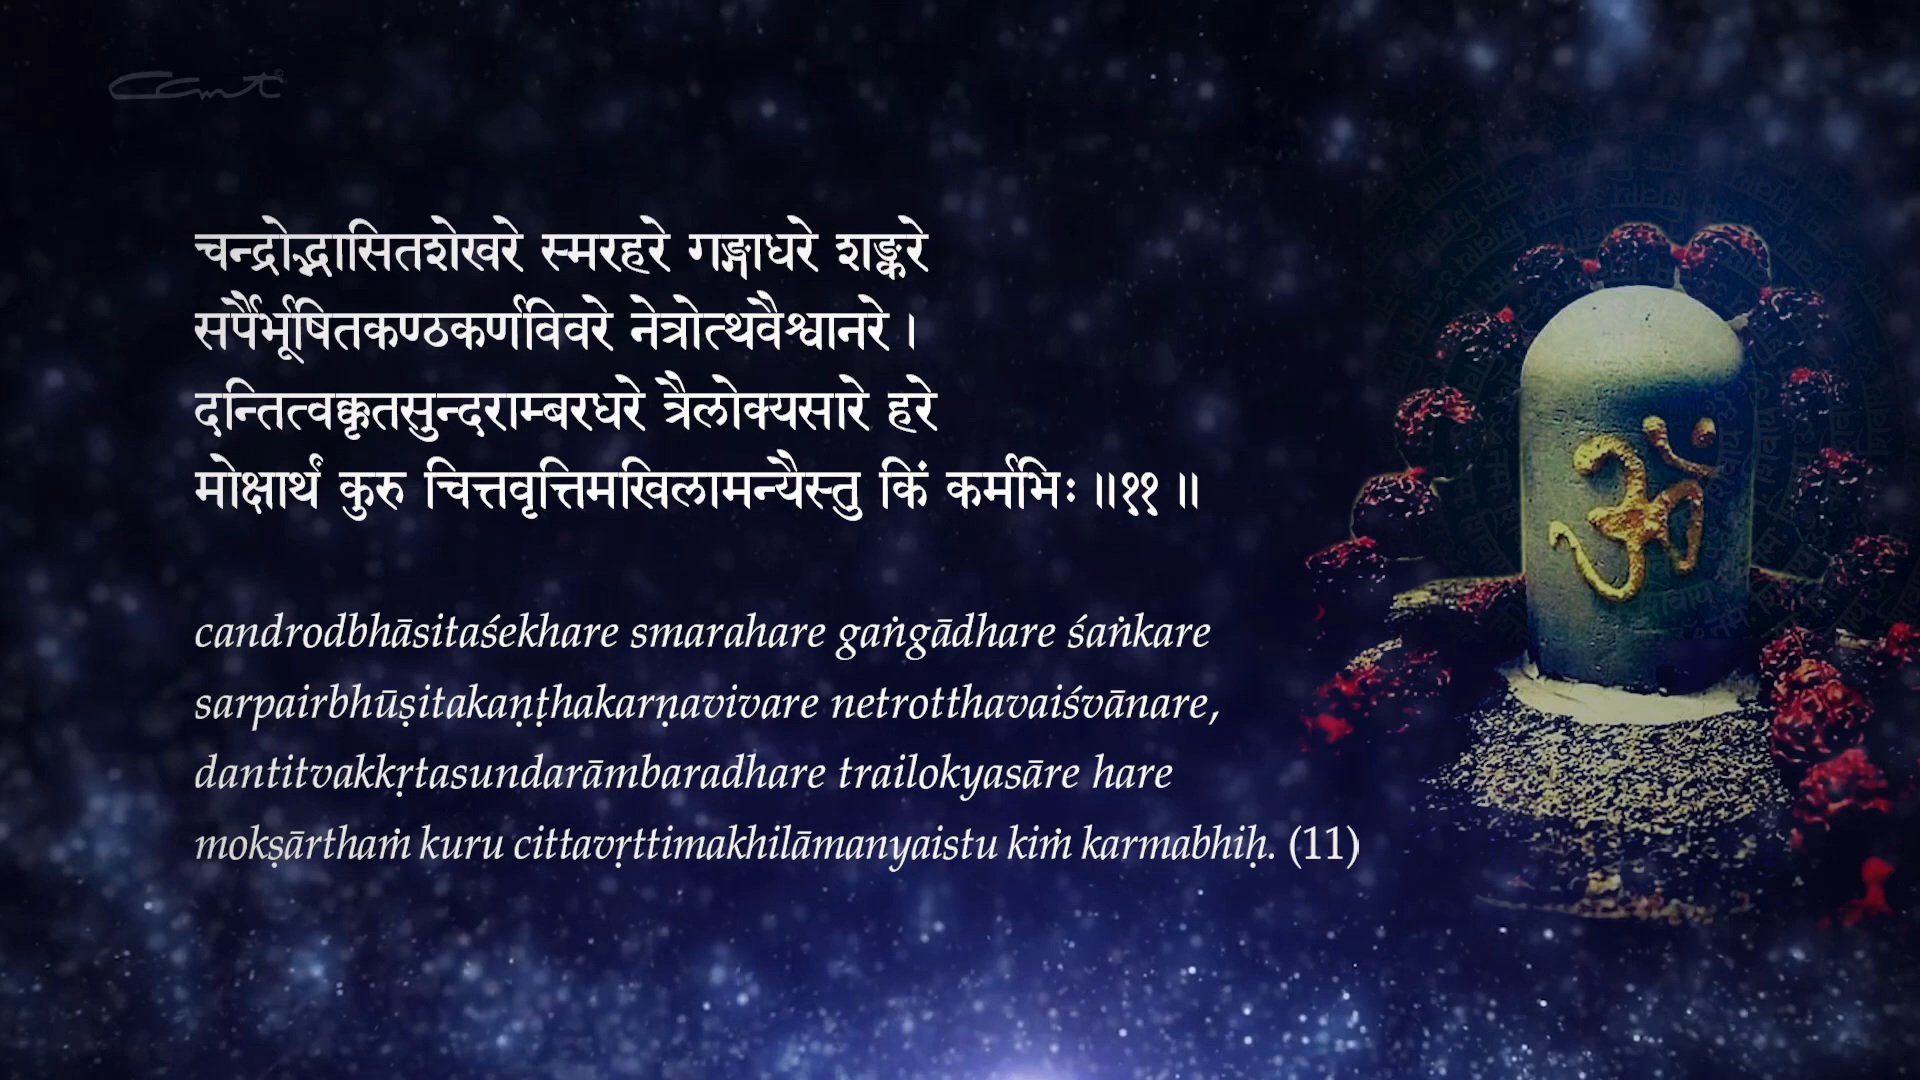 ccmt
चन्द्रोद्भासितशेखरे स्मरहरे गङ्गाधरे शङ्करे
सर्पैर्भूषितकण्ठकर्णविवरे नेत्रोत्थवैश्वानरे ।
दन्तित्वक्कृतसुन्दराम्बरधरे त्रैलोक्यसारे हरे
मोक्षार्थं कुरु चित्तवृत्तिमखिलामन्यैस्तु किं कर्मभिः ॥११॥
candrodbhāsitaśekhare smarahare gaṅgādhare śaṅkare
sarpairbhūṣitakaṇṭhakarṇavivare netrotthavaiśvānare,
dantitvakkṛtasundarāmbaradhare trailokyasāre hare
mokṣārthaṁ kuru cittavṛttimakhilāmanyaistu kiṁ karmabhiḥ. (11)
ॐ